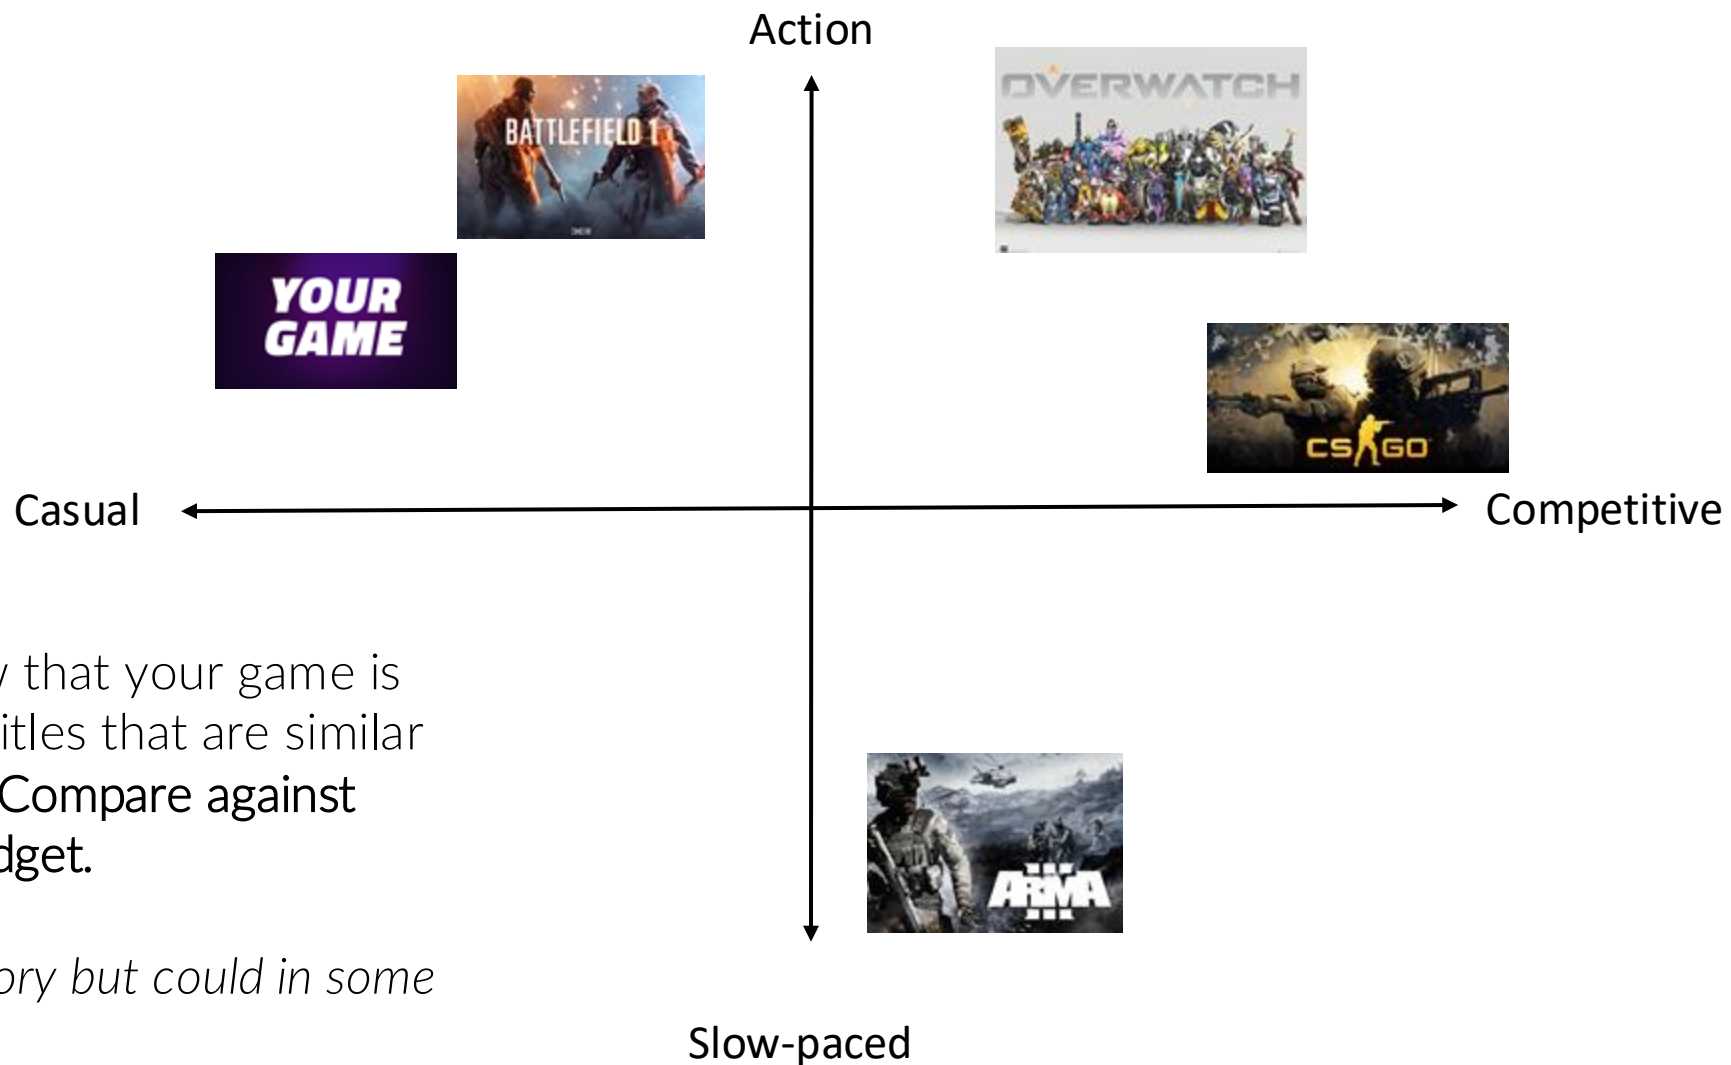 Action
OVERWATCH
BATTLEFIELD 1
YOUR
GAME
CS GO
Casual
Competitive
that your game is
itles that are similar
Compare against
dget.
ARMA
III
ory but could in some
Slow-paced